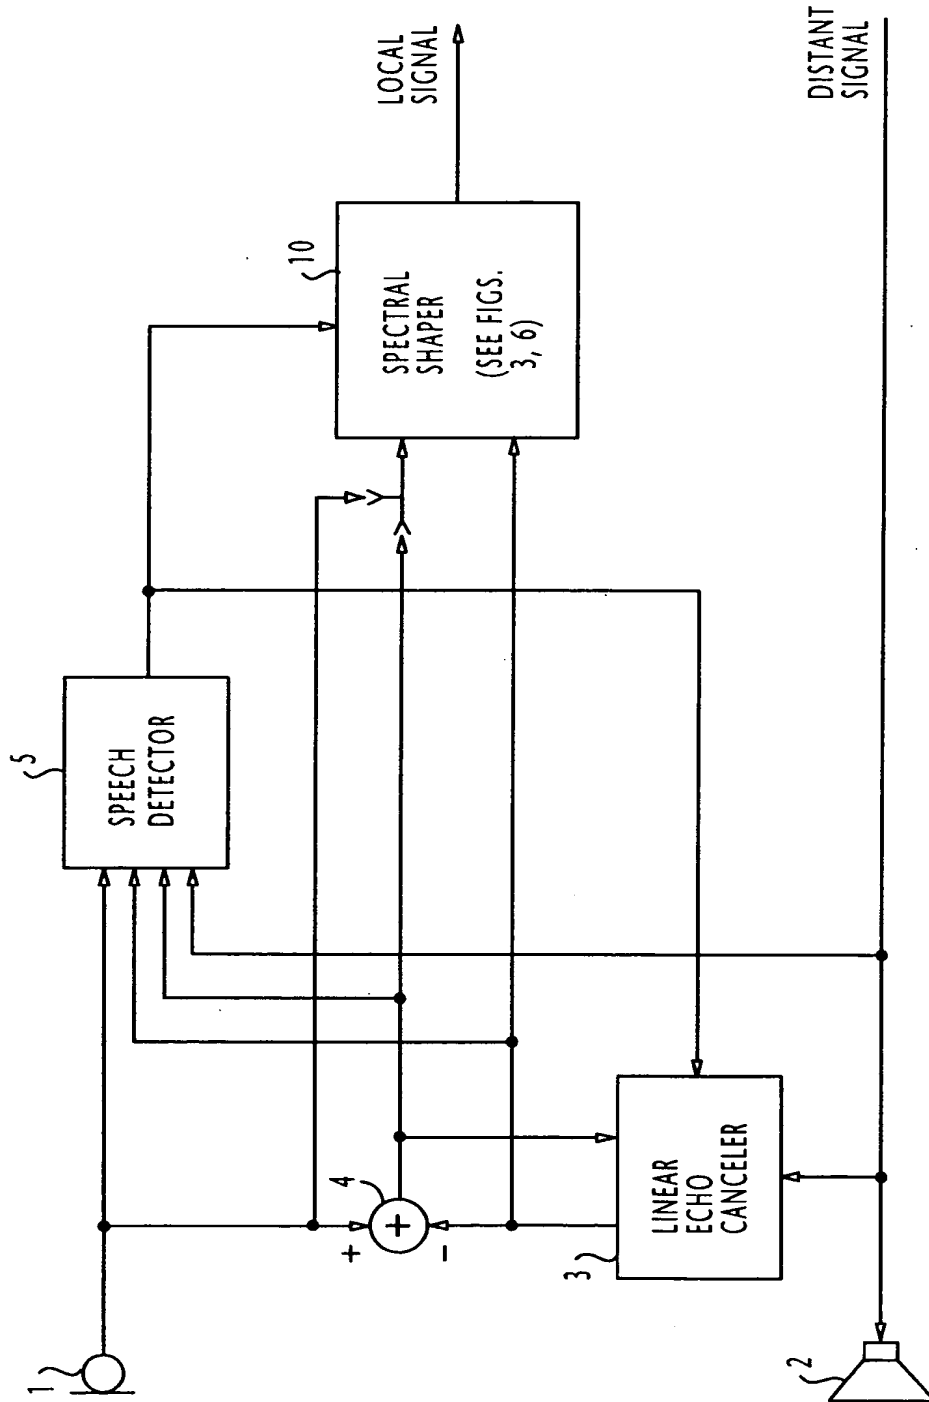 1
5
SPEECH
DETECTOR
10
SPECTRAL
SHAPER
(SEE FIGS.
3, 6)
LOCAL
SIGNAL
4
+
+
-
3
LINEAR
ECHO
CANCELER
2
DISTANT
SIGNAL